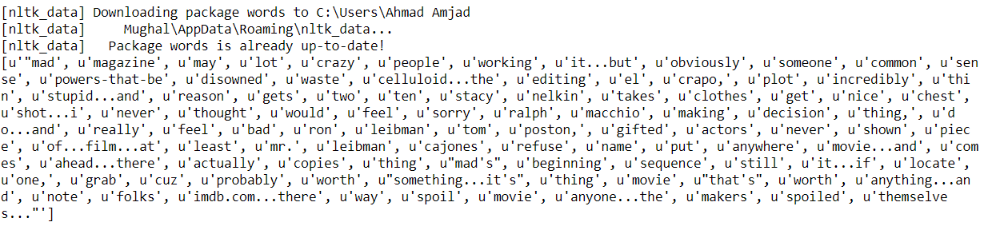 [nltk_data] Downloading package words to C:\Users\Ahmad Amjad
[nltk_data]     Mughal\AppData\Roaming\nltk_data...
[nltk_data]   Package words is already up-to-date!
[u'"mad', u'magazine', u'may', u'lot', u'crazy', u'people', u'working', u'it...but', u'obviously', u'someone', u'common', u'sen
se', u'powers-that-be', u'disowned', u'waste', u'celluloid...the', u'editing', u'el', u'crapo,', u'plot', u'incredibly', u'thi
n', u'stupid...and', u'reason', u'gets', u'two', u'ten', u'stacy', u'nelkin', u'takes', u'clothes', u'get', u'nice', u'chest',
u'shot...i', u'never', u'thought', u'would', u'feel', u'sorry', u'ralph', u'macchio', u'making', u'decision', u'thing,', u'd
o...and', u'really', u'feel', u'bad', u'ron', u'leibman', u'tom', u'poston,', u'gifted', u'actors', u'never', u'shown', u'piec
e', u'of...film...at', u'least', u'mr.', u'leibman', u'cajones', u'refuse', u'name', u'put', u'anywhere', u'movie...and', u'com
es', u'ahead...there', u'actually', u'copies', u'thing', u"mad's", u'beginning', u'sequence', u'still', u'it...if', u'locate',
u'one,', u'grab', u'cuz', u'probably', u'worth', u"something...it's", u'thing', u'movie', u"that's", u'worth', u'anything...an
d', u'note', u'folks', u'imdb.com...there', u'way', u'spoil', u'movie', u'anyone...the', u'makers', u'spoiled', u'themselve
s..."']